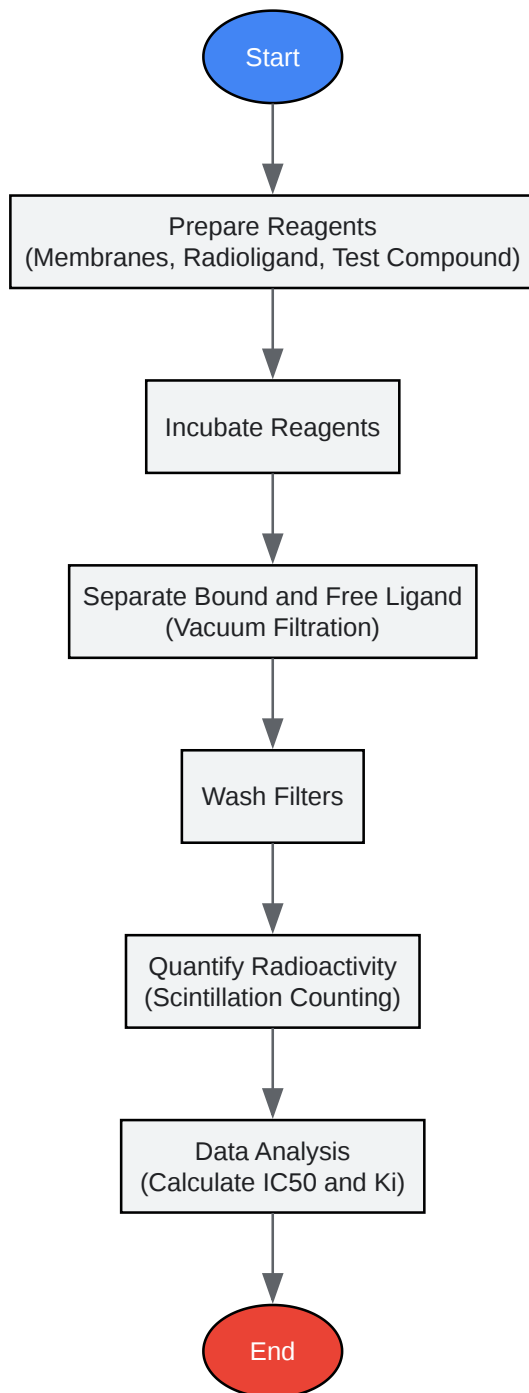 Start
Prepare Reagents
(Membranes, Radioligand, Test Compound)
Incubate Reagents
Separate Bound and Free Ligand
(Vacuum Filtration)
Wash Filters
Quantify Radioactivity
(Scintillation Counting)
Data Analysis
(Calculate IC50 and Ki)
End